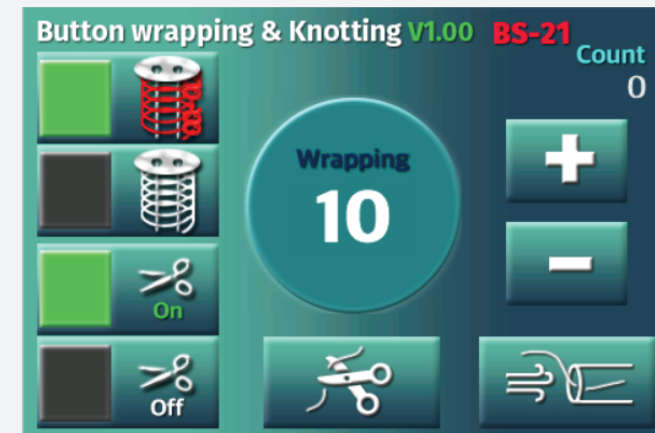 Button wrapping & Knotting V1.00 BS-21
Count
0
Wrapping
10
On
Off